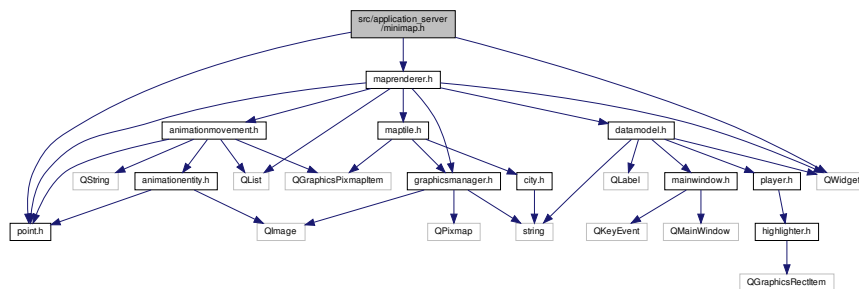 src/application_server
/minimap.h
maprenderer.h
animationmovement.h
maptile.h
datamodel.h
QString
animationentity.h
QList
QGraphicsPixmapItem
graphicsmanager.h
city.h
QLabel
mainwindow.h
player.h
QWidget
point.h
QImage
QPixmap
string
QKeyEvent
QMainWindow
highlighter.h
QGraphicsRectItem